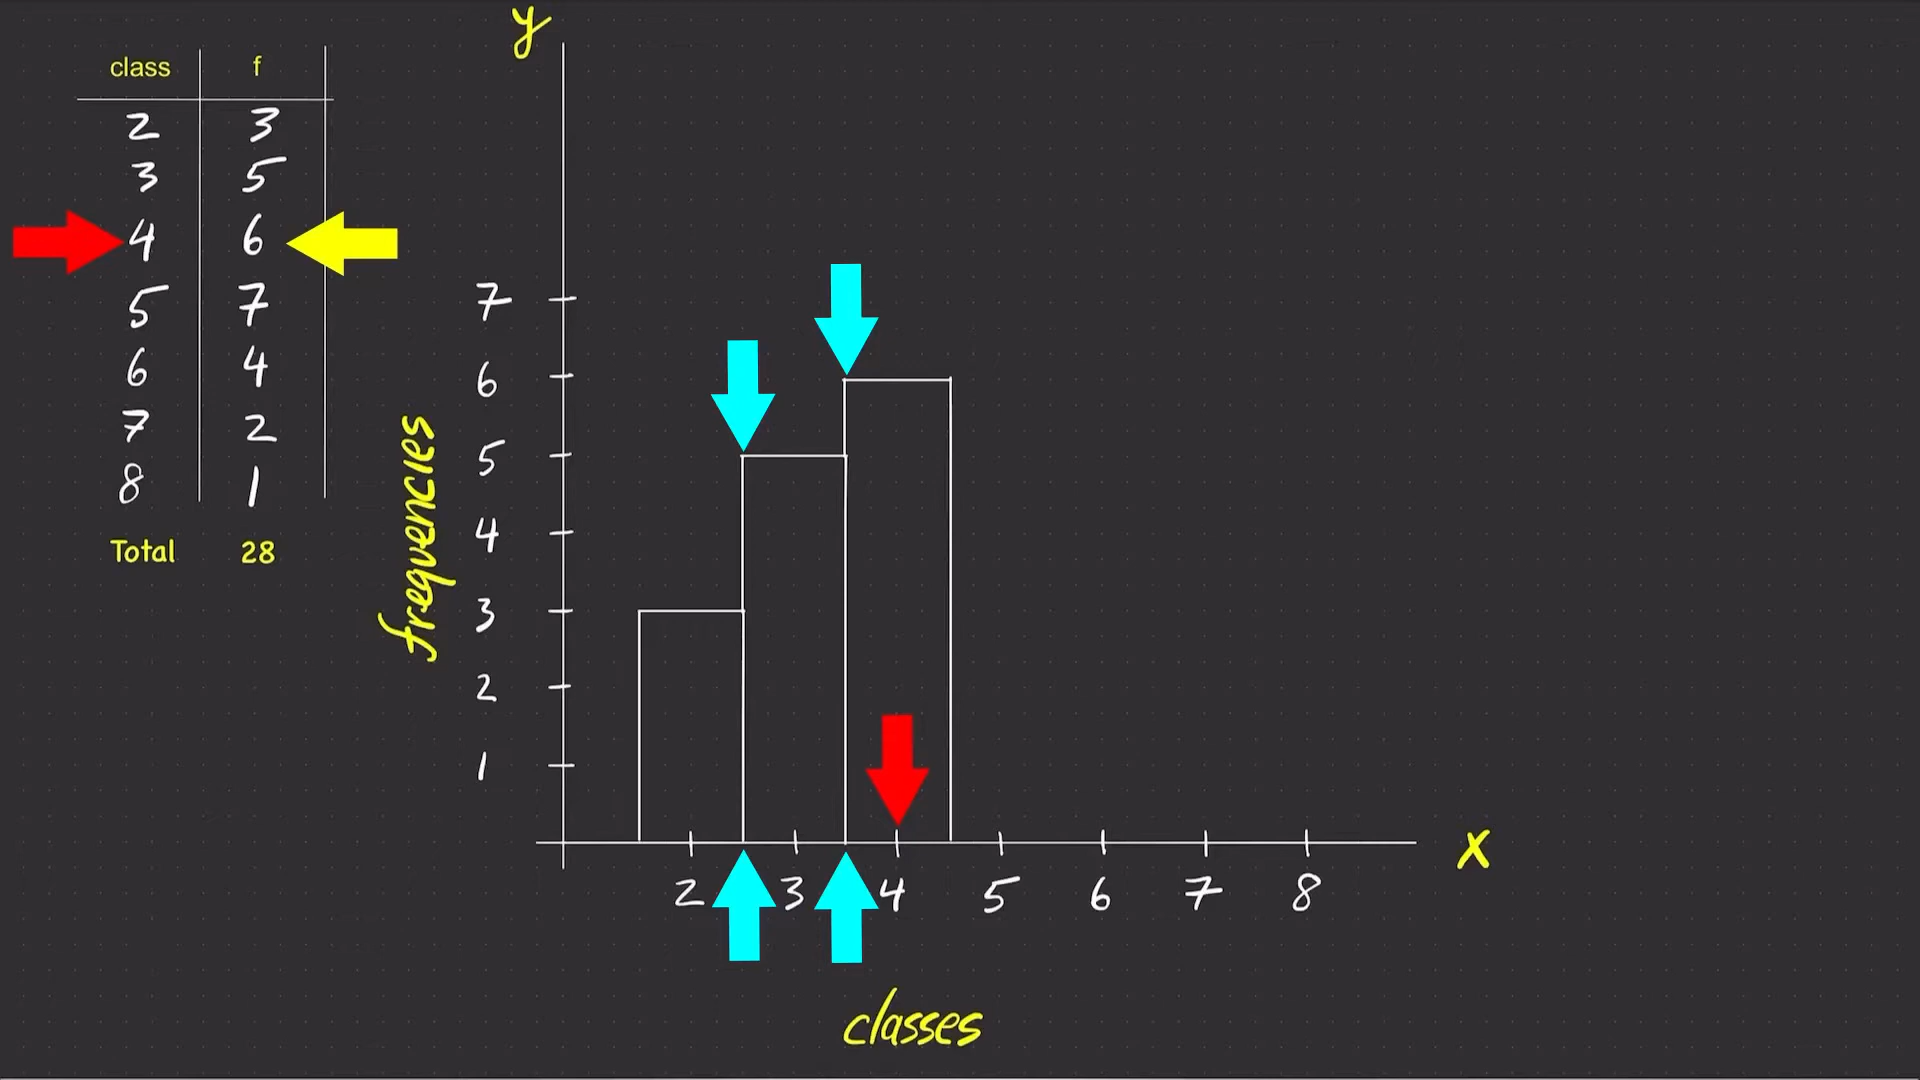 class f
2 3
3 5
4 6
5 7
6 4
7 2
8 1
Total 28
y
frequencies
7
6
5
4
3
2
1
2 3 4 5 6 7 8
x
classes